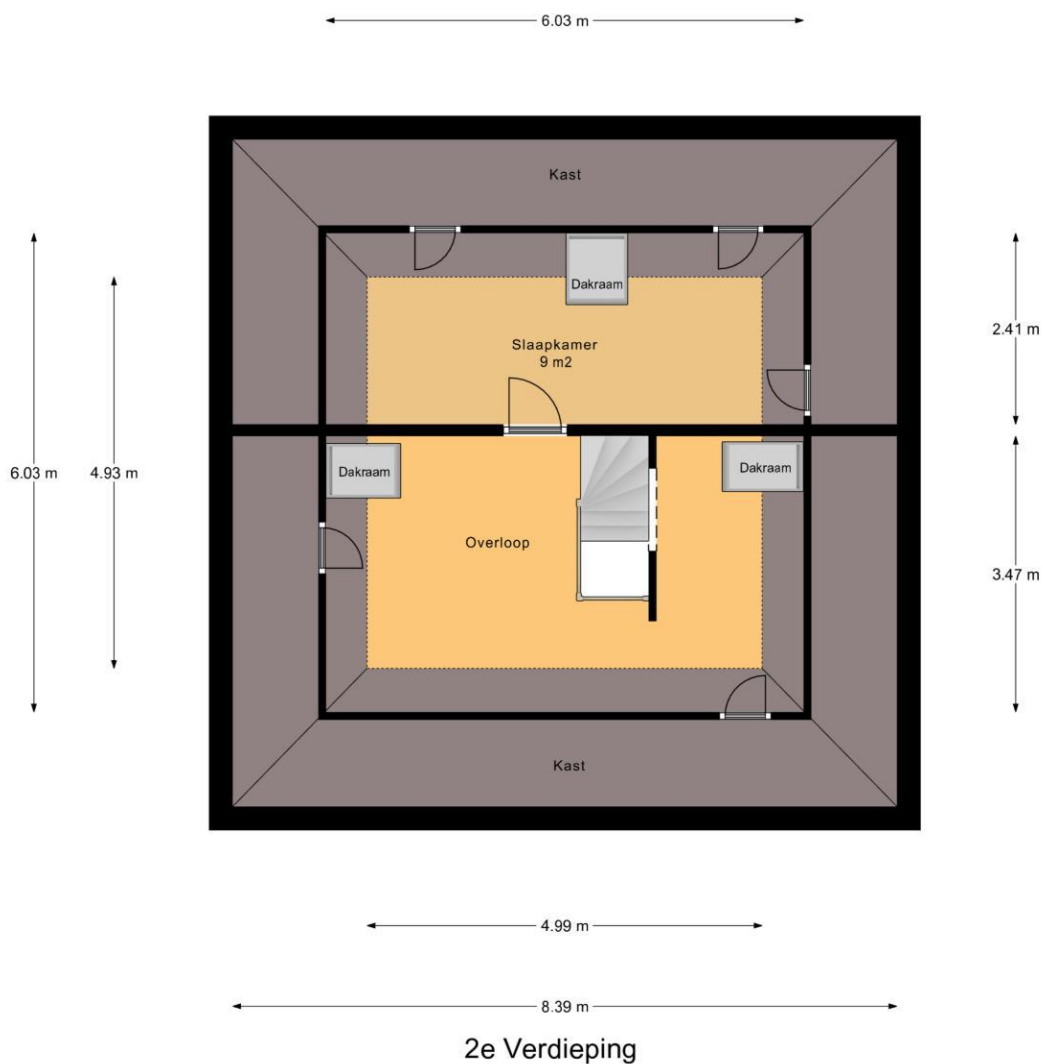 6.03 m
Kast
Dakraam
2.41 m
Slaapkamer
9 m2
6.03 m
4.93 m
Dakraam
Dakraam
Overloop
3.47 m
Kast
4.99 m
8.39 m
2e Verdieping